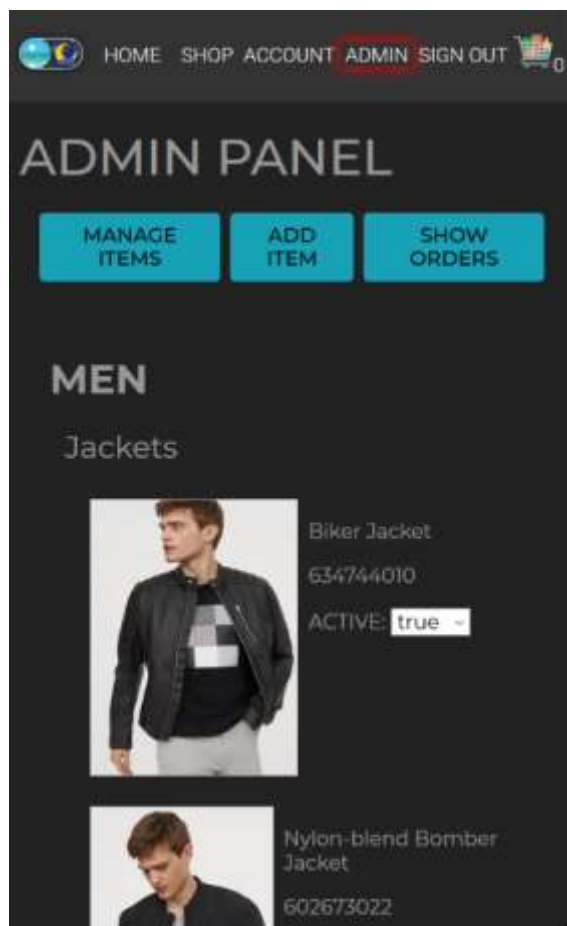 HOME SHOP ACCOUNT ADMIN SIGN OUT 0
ADMIN PANEL
MANAGE ITEMS
ADD ITEM
SHOW ORDERS
MEN
Jackets
Biker Jacket
634744010
ACTIVE: true
Nylon-blend Bomber
Jacket
602673022